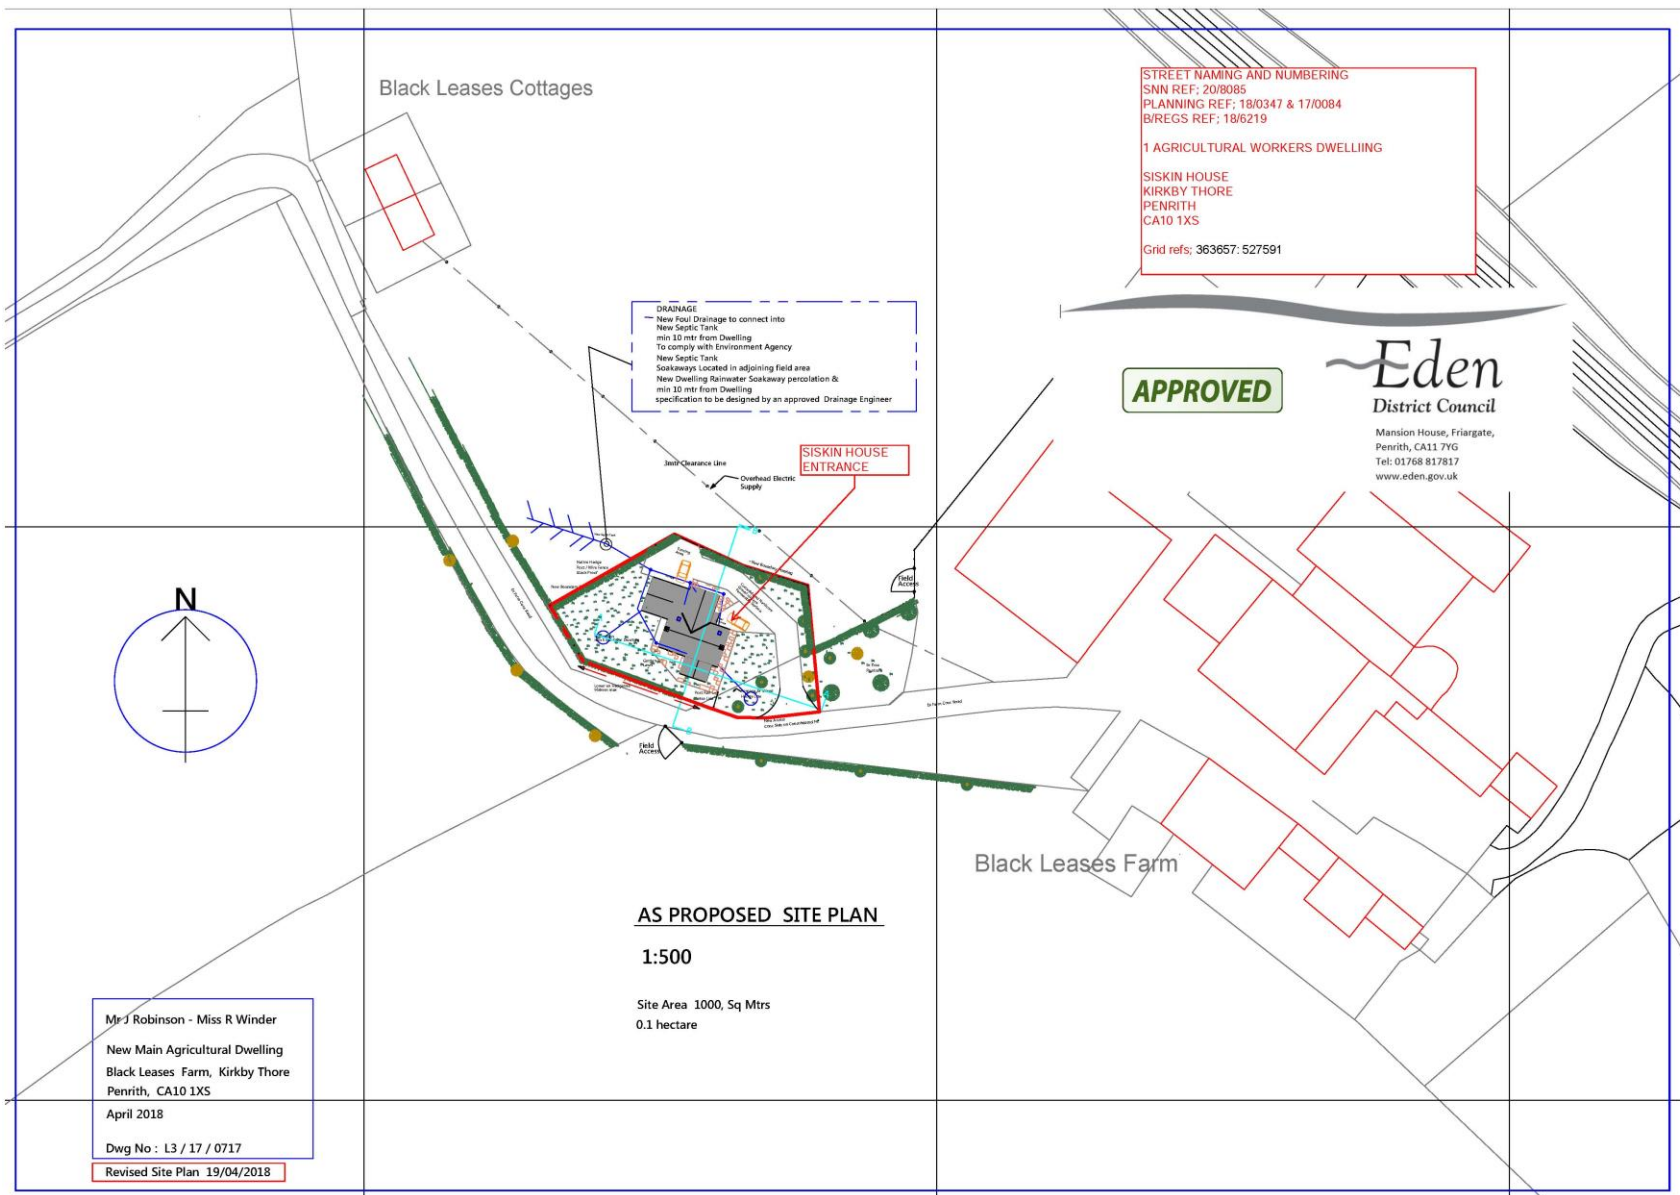 Black Leases Cottages
STREET NAMING AND NUMBERING
SNN REF; 20/8085
PLANNING REF; 18/0347 & 17/0084
B/REGS REF; 18/6219
1 AGRICULTURAL WORKERS DWELLIING
SISKIN HOUSE
KIRKBY THORE
PENRITH
CA10 1XS
Grid refs; 363657: 527591
DRAINAGE
New Foul Drainage to connect into
New Septic Tank
min 10 mtr from Dwelling
To comply with Environment Agency
New Septic Tank
Soakaways Located in adjoining field area
New Dwelling Rainwater Soakaway percolation &
min 10 mtr from Dwelling
specification to be designed by an approved Drainage Engineer
APPROVED
Eden
District Council
Mansion House, Friargate,
Penrith, CA11 7YG
Tel: 01768 817817
www.eden.gov.uk
SISKIN HOUSE
ENTRANCE
3mtr Clearance Line
Overhead Electric
Supply
Field
Access
N
Field
Access
Black Leases Farm
AS PROPOSED SITE PLAN
1:500
Site Area 1000, Sq Mtrs
0.1 hectare
Mr J Robinson - Miss R Winder
New Main Agricultural Dwelling
Black Leases Farm, Kirkby Thore
Penrith, CA10 1XS
April 2018
Dwg No : L3 / 17 / 0717
Revised Site Plan 19/04/2018